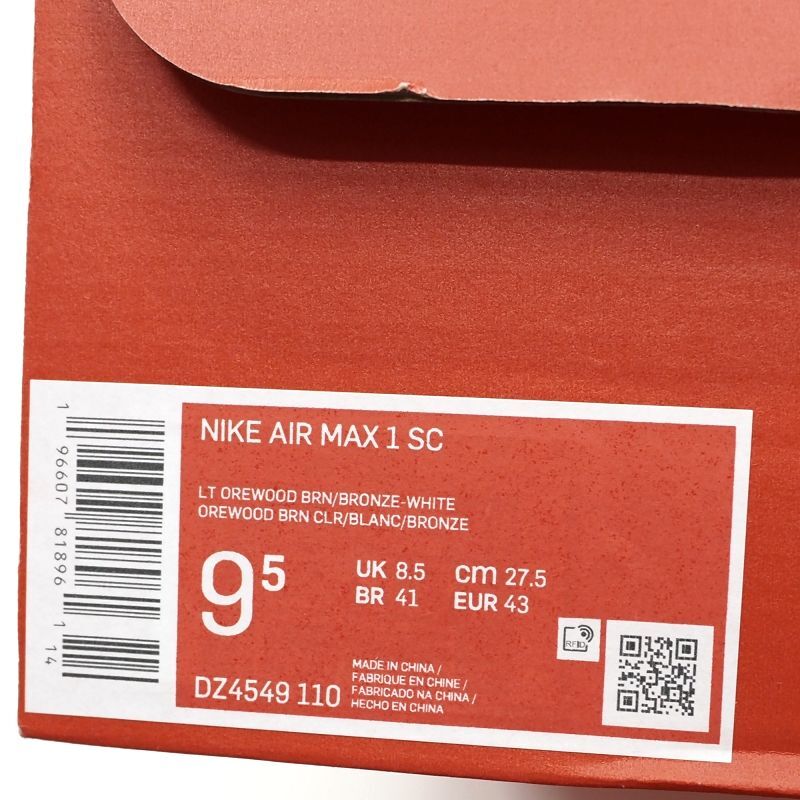 NIKE AIR MAX 1 SC
LT OREWOOD BRN/BRONZE-WHITE
OREWOOD BRN CLR/BLANC/BRONZE
9⁵
UK 8.5 cm 27.5
BR 41 EUR 43
RFID
MADE IN CHINA /
FABRIQUE EN CHINE /
FABRICADO NA CHINA /
HECHO EN CHINA
DZ4549 110
1 96607 81896 1 14